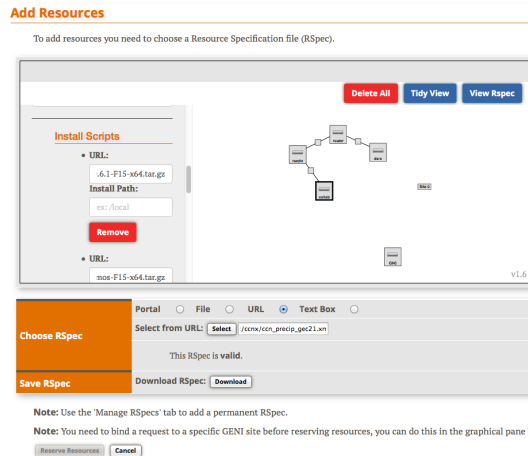 Add Resources
To add resources you need to choose a Resource Specification file (RSpec).
Delete All Tidy View View Rspec
Install Scripts
• URL:
.6.1-F15-x64.tar.gz
Install Path:
ex: /local
Remove
• URL:
mos-F15-x64.tar.gz
router
Site 0
v1.6
Choose RSpec
Portal File URL Text Box
Select from URL: Select /ccnx/ccn_precip_gec21.xn
This RSpec is valid.
Save RSpec
Download RSpec: Download
Note: Use the 'Manage RSpecs' tab to add a permanent RSpec.
Note: You need to bind a request to a specific GENI site before reserving resources, you can do this in the graphical pane
Reserve Resources Cancel